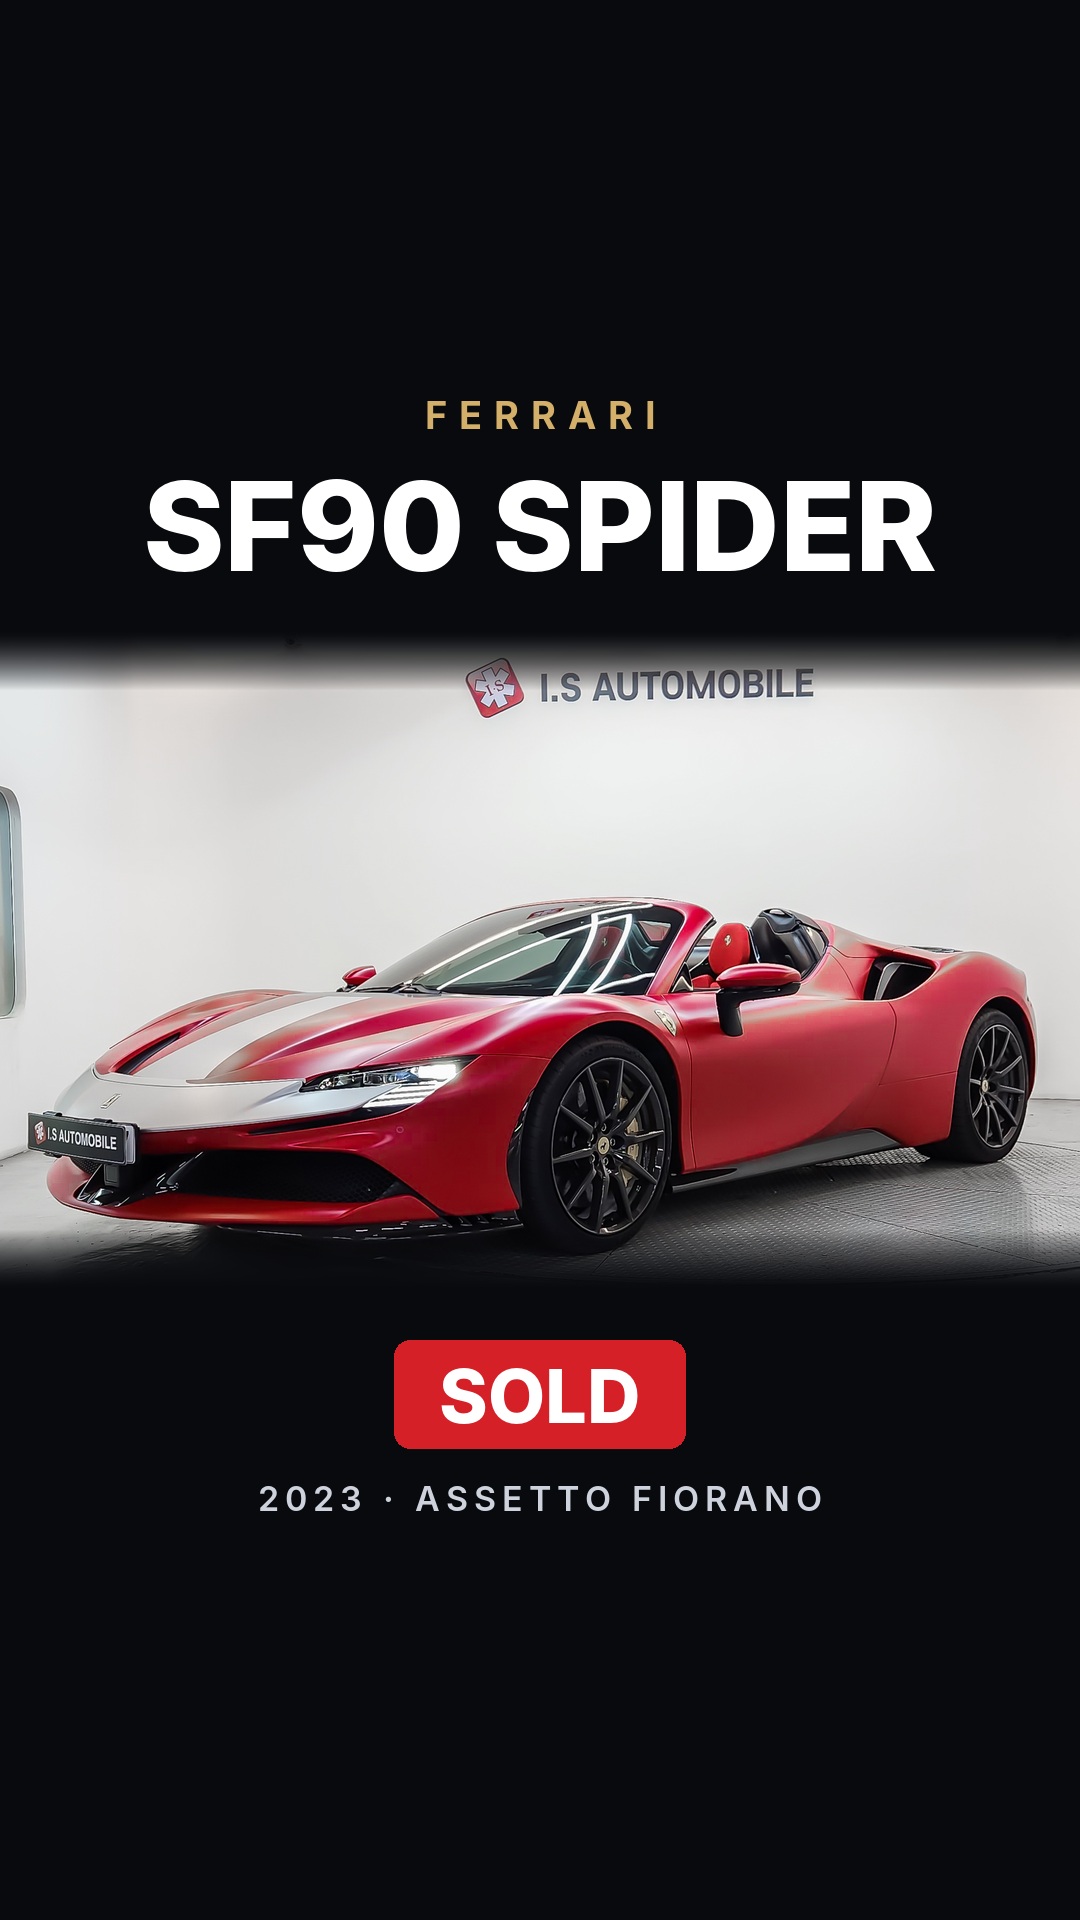 FERRARI
SF90 SPIDER
I.S AUTOMOBILE
I.S AUTOMOBILE
SOLD
2023 · ASSETTO FIORANO